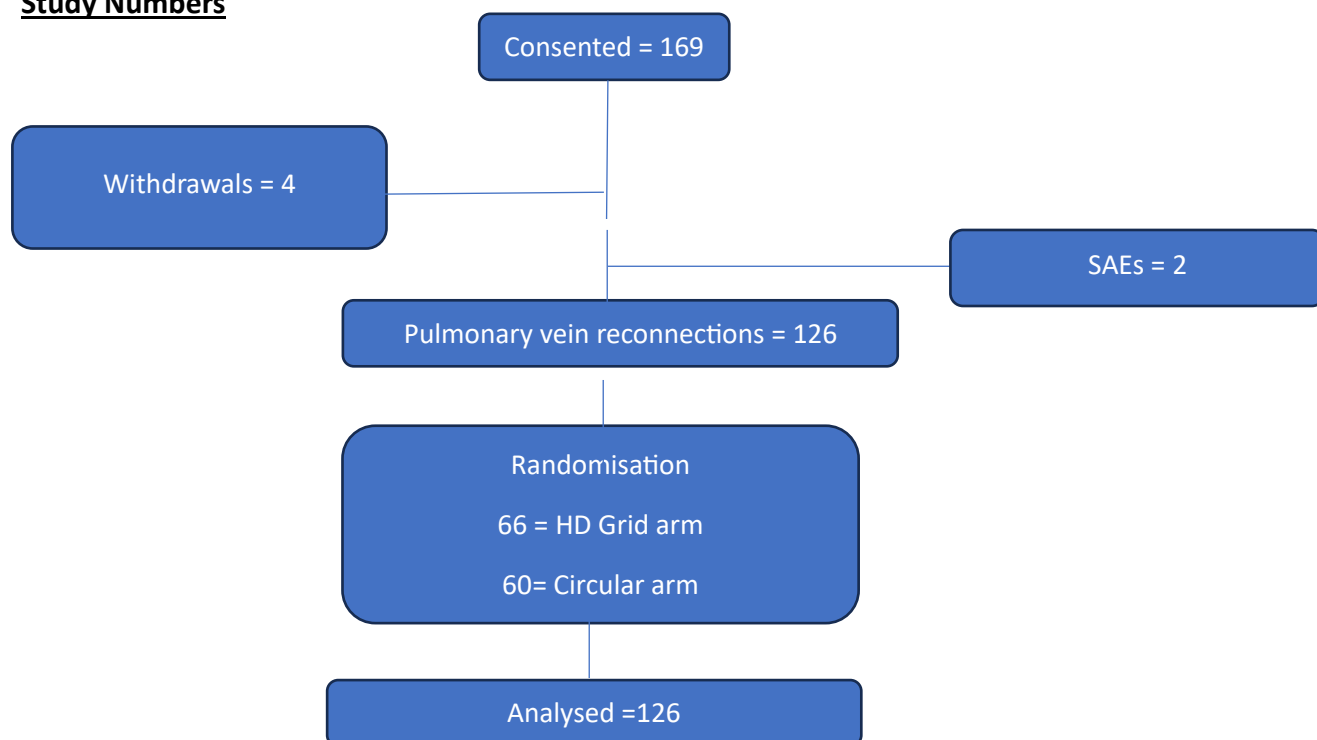 Study Numbers
Consented = 169
Withdrawals = 4
SAEs = 2
Pulmonary vein reconnections = 126
Randomisation
66 = HD Grid arm
60= Circular arm
Analysed =126